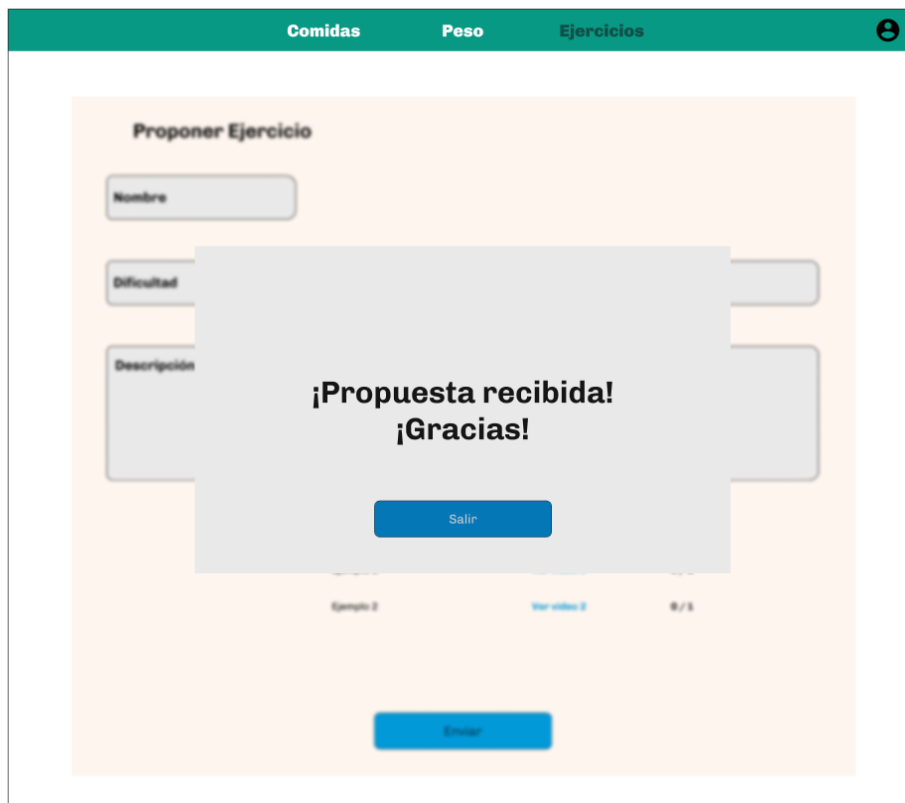 Comidas Peso Ejercicios
Proponer Ejercicio
Nombre
Dificultad
Descripción
¡Propuesta recibida!
¡Gracias!
Salir
Ejemplo 2 Ver video 2 0 / 1
Enviar